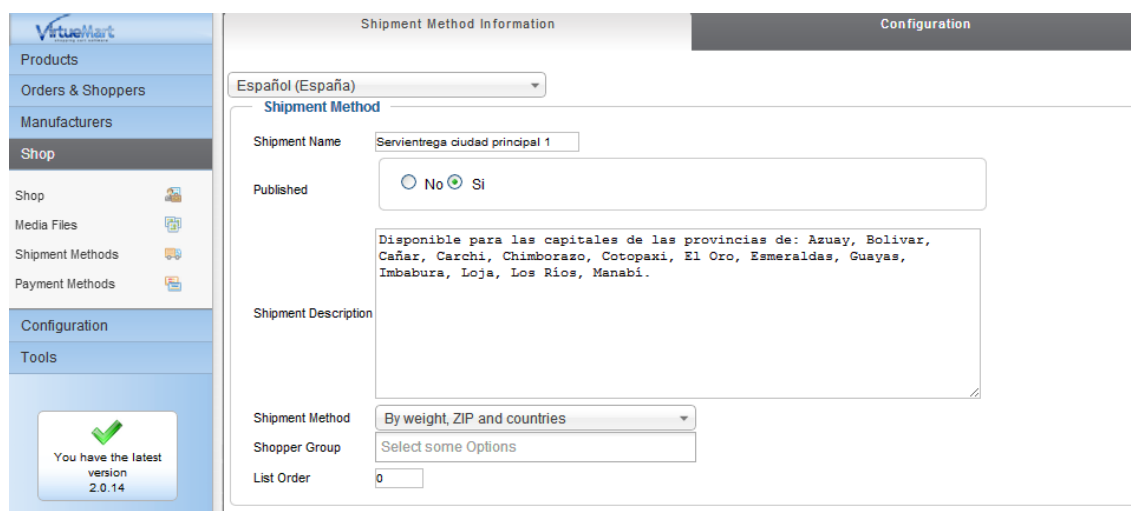 VirtueMart
Shipment Method Information
Configuration
Products
Orders & Shoppers
Manufacturers
Shop
Shop
Media Files
Shipment Methods
Payment Methods
Configuration
Tools
You have the latest
version
2.0.14
Español (España)
Shipment Method
Shipment Name
Servientrega ciudad principal 1
Published
No
Si
Shipment Description
Disponible para las capitales de las provincias de: Azuay, Bolivar,
Cañar, Carchi, Chimborazo, Cotopaxi, El Oro, Esmeraldas, Guayas,
Imbabura, Loja, Los Ríos, Manabí.
Shipment Method
By weight, ZIP and countries
Shopper Group
Select some Options
List Order
0